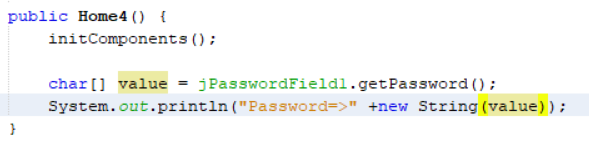 public Home4() {
initComponents();
char[] value = jPasswordField1.getPassword();
System.out.println("Password=>" +new String(value));
}